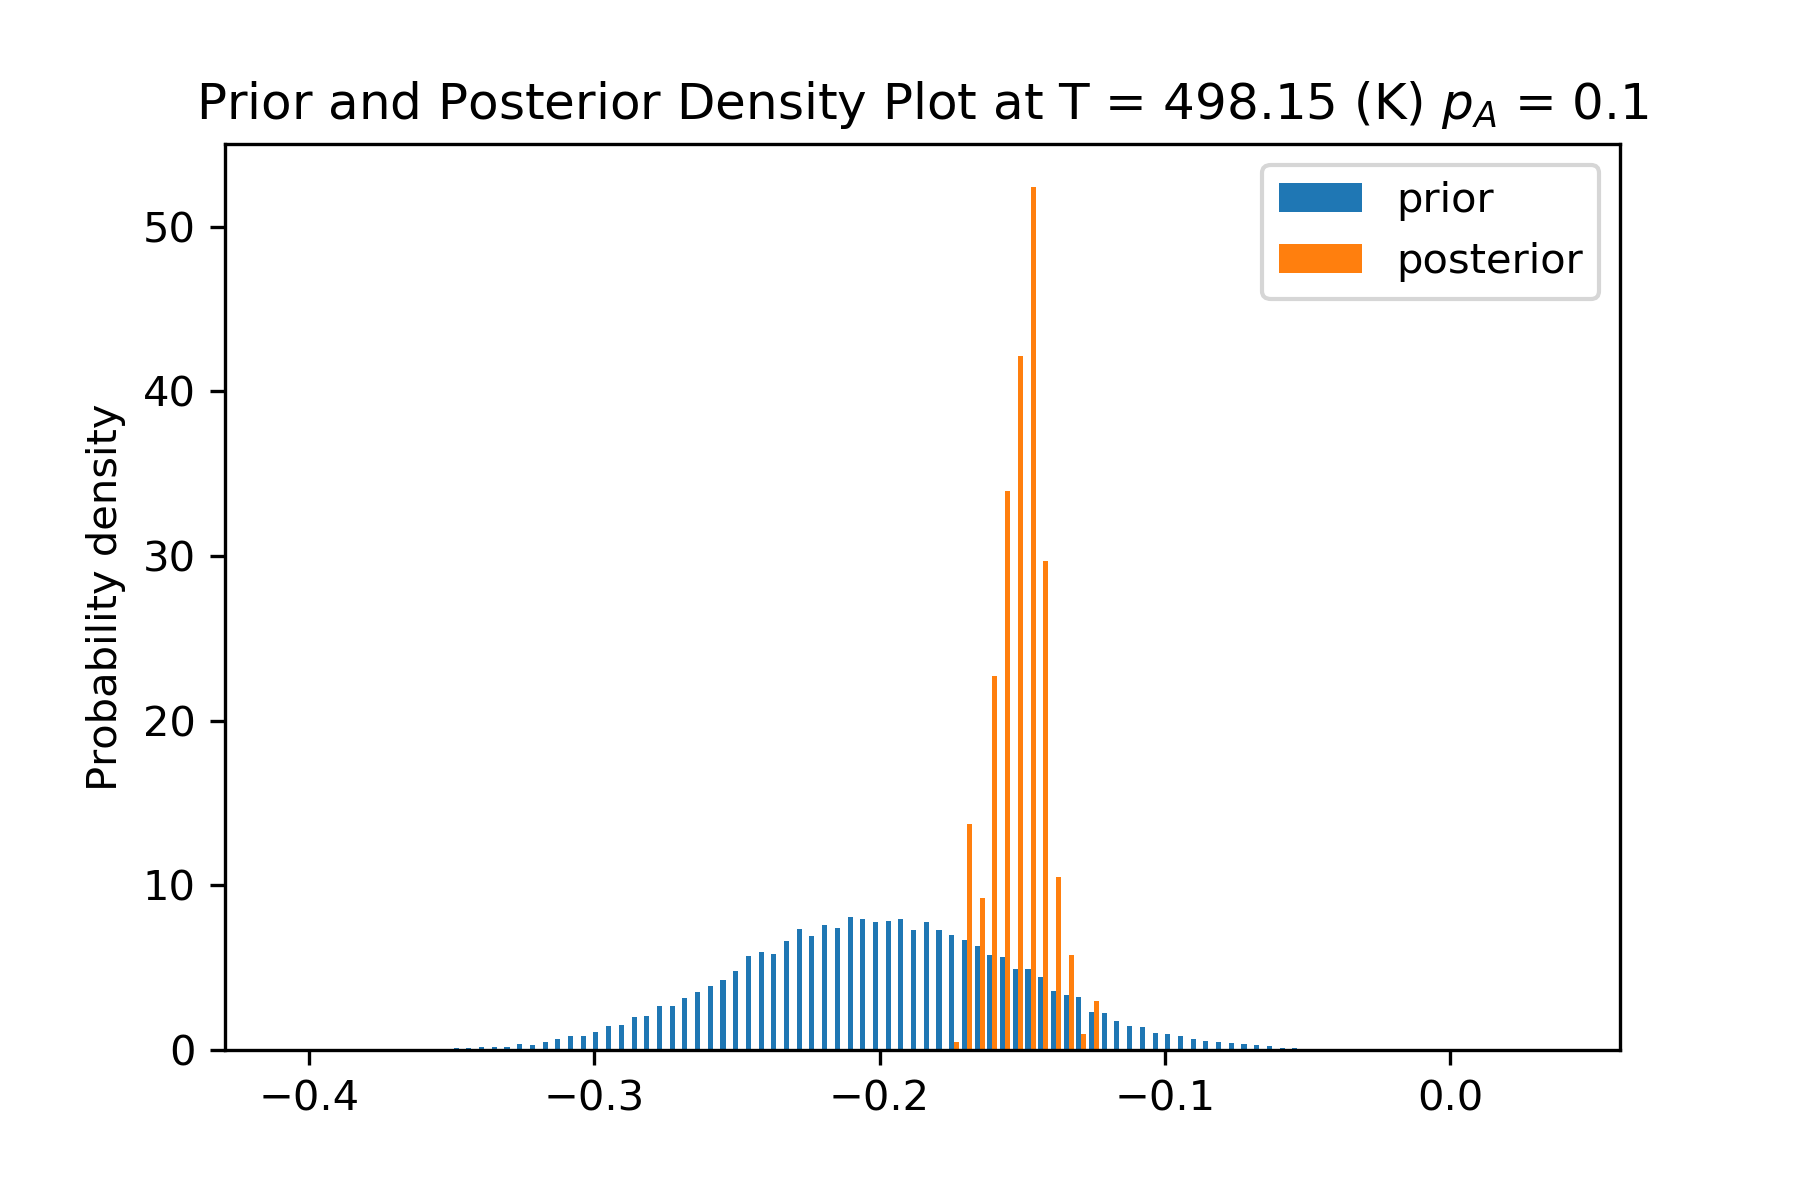 Prior and Posterior Density Plot at T = 498.15 (K) p_A = 0.1
prior
posterior
Probability density
50
40
30
20
10
0
−0.4
−0.3
−0.2
−0.1
0.0